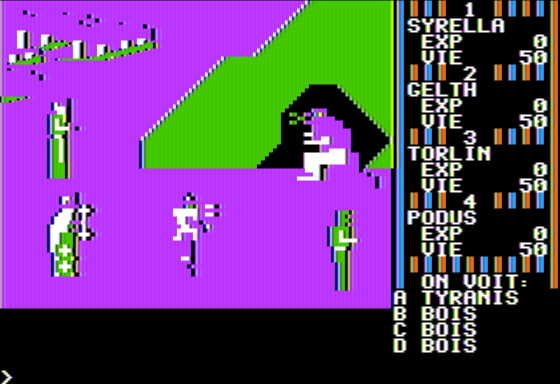 1
SYRELLA
EXP 0
VIE 50
2
GELTH
EXP 0
VIE 50
3
TORLIN
EXP 0
VIE 50
4
PODUS
EXP 0
VIE 50
ON VOIT:
A TYRANIS
B BOIS
C BOIS
D BOIS
>